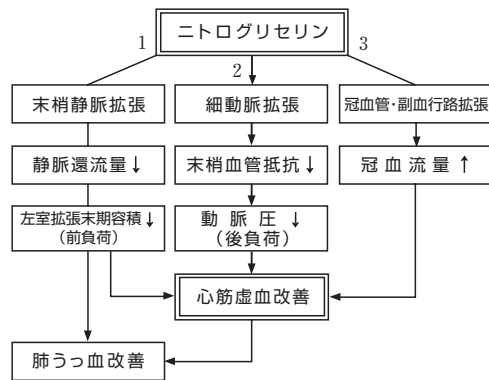 ニトログリセリン
1
2
3
末梢静脈拡張
細動脈拡張
冠血管・副血行路拡張
静脈還流量↓
末梢血管抵抗↓
冠血流量↑
左室拡張末期容積↓
(前負荷)
動脈圧↓
(後負荷)
心筋虚血改善
肺うっ血改善